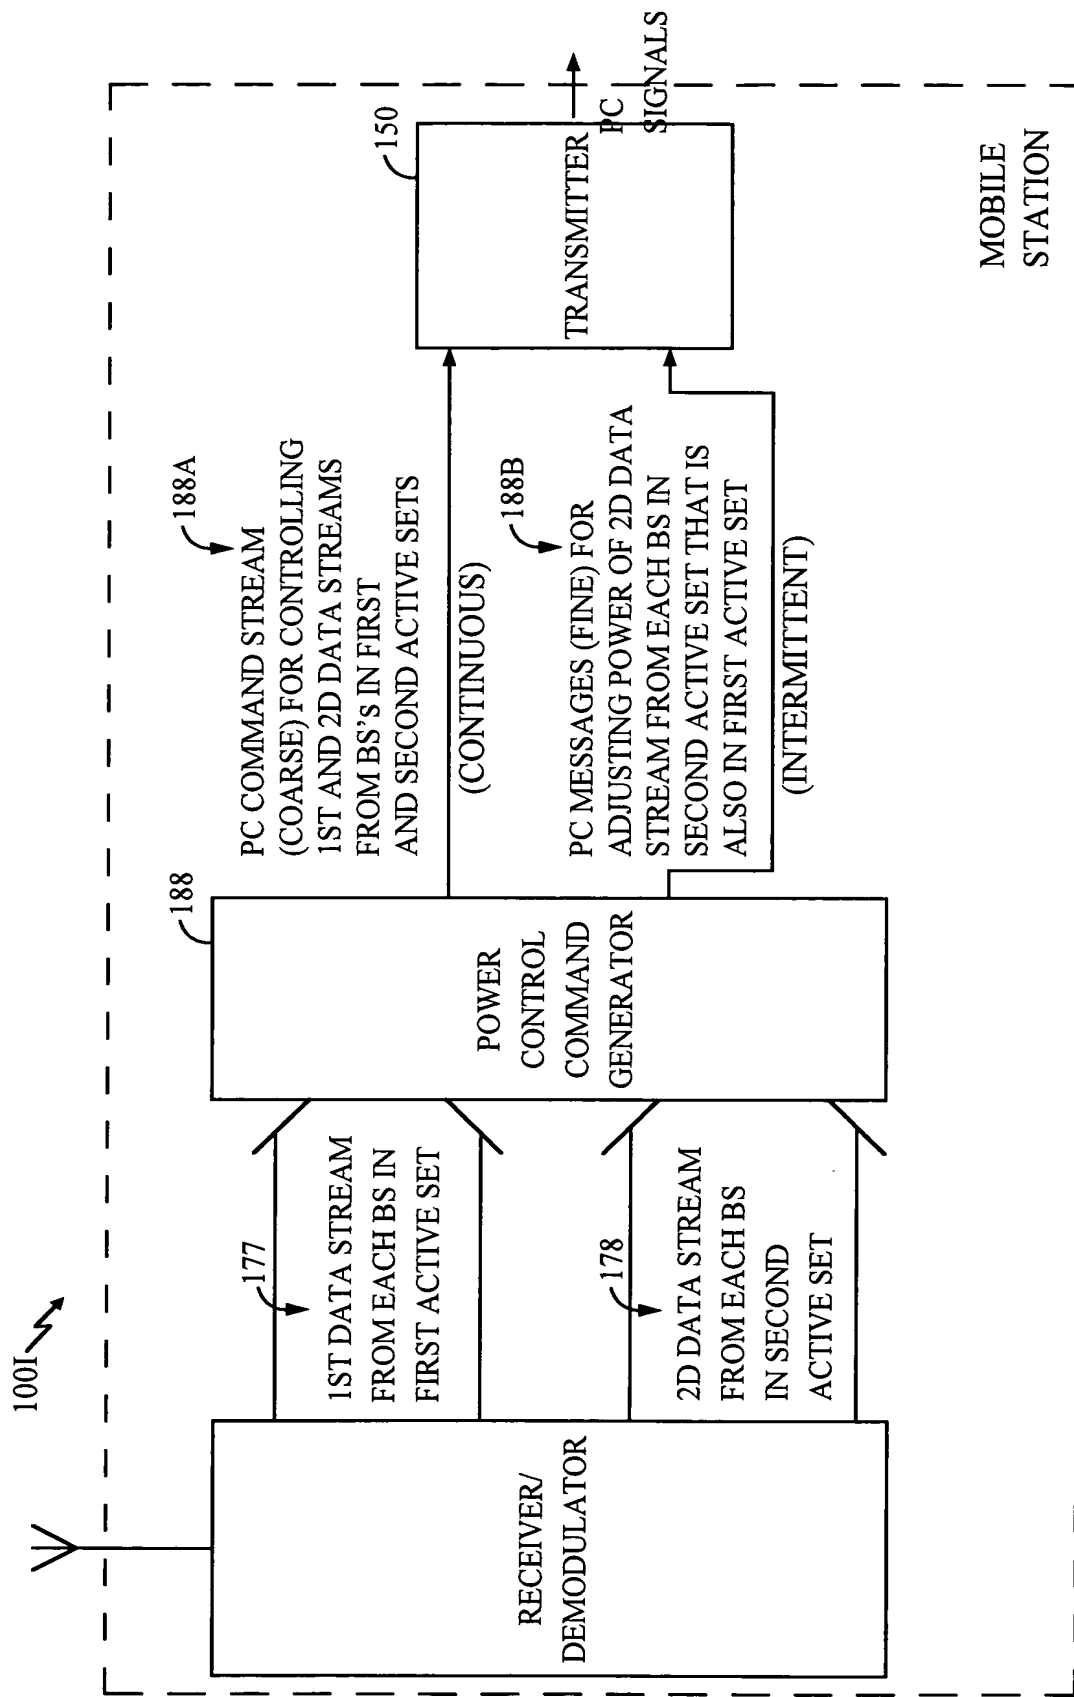 100I
RECEIVER/
DEMODULATOR
177
1ST DATA STREAM
FROM EACH BS IN
FIRST ACTIVE SET
178
2D DATA STREAM
FROM EACH BS
IN SECOND
ACTIVE SET
188
POWER
CONTROL
COMMAND
GENERATOR
188A
PC COMMAND STREAM
(COARSE) FOR CONTROLLING
1ST AND 2D DATA STREAMS
FROM BS'S IN FIRST
AND SECOND ACTIVE SETS
(CONTINUOUS)
188B
PC MESSAGES (FINE) FOR
ADJUSTING POWER OF 2D DATA
STREAM FROM EACH BS IN
SECOND ACTIVE SET THAT IS
ALSO IN FIRST ACTIVE SET
(INTERMITTENT)
150
TRANSMITTER
PC
SIGNALS
MOBILE
STATION